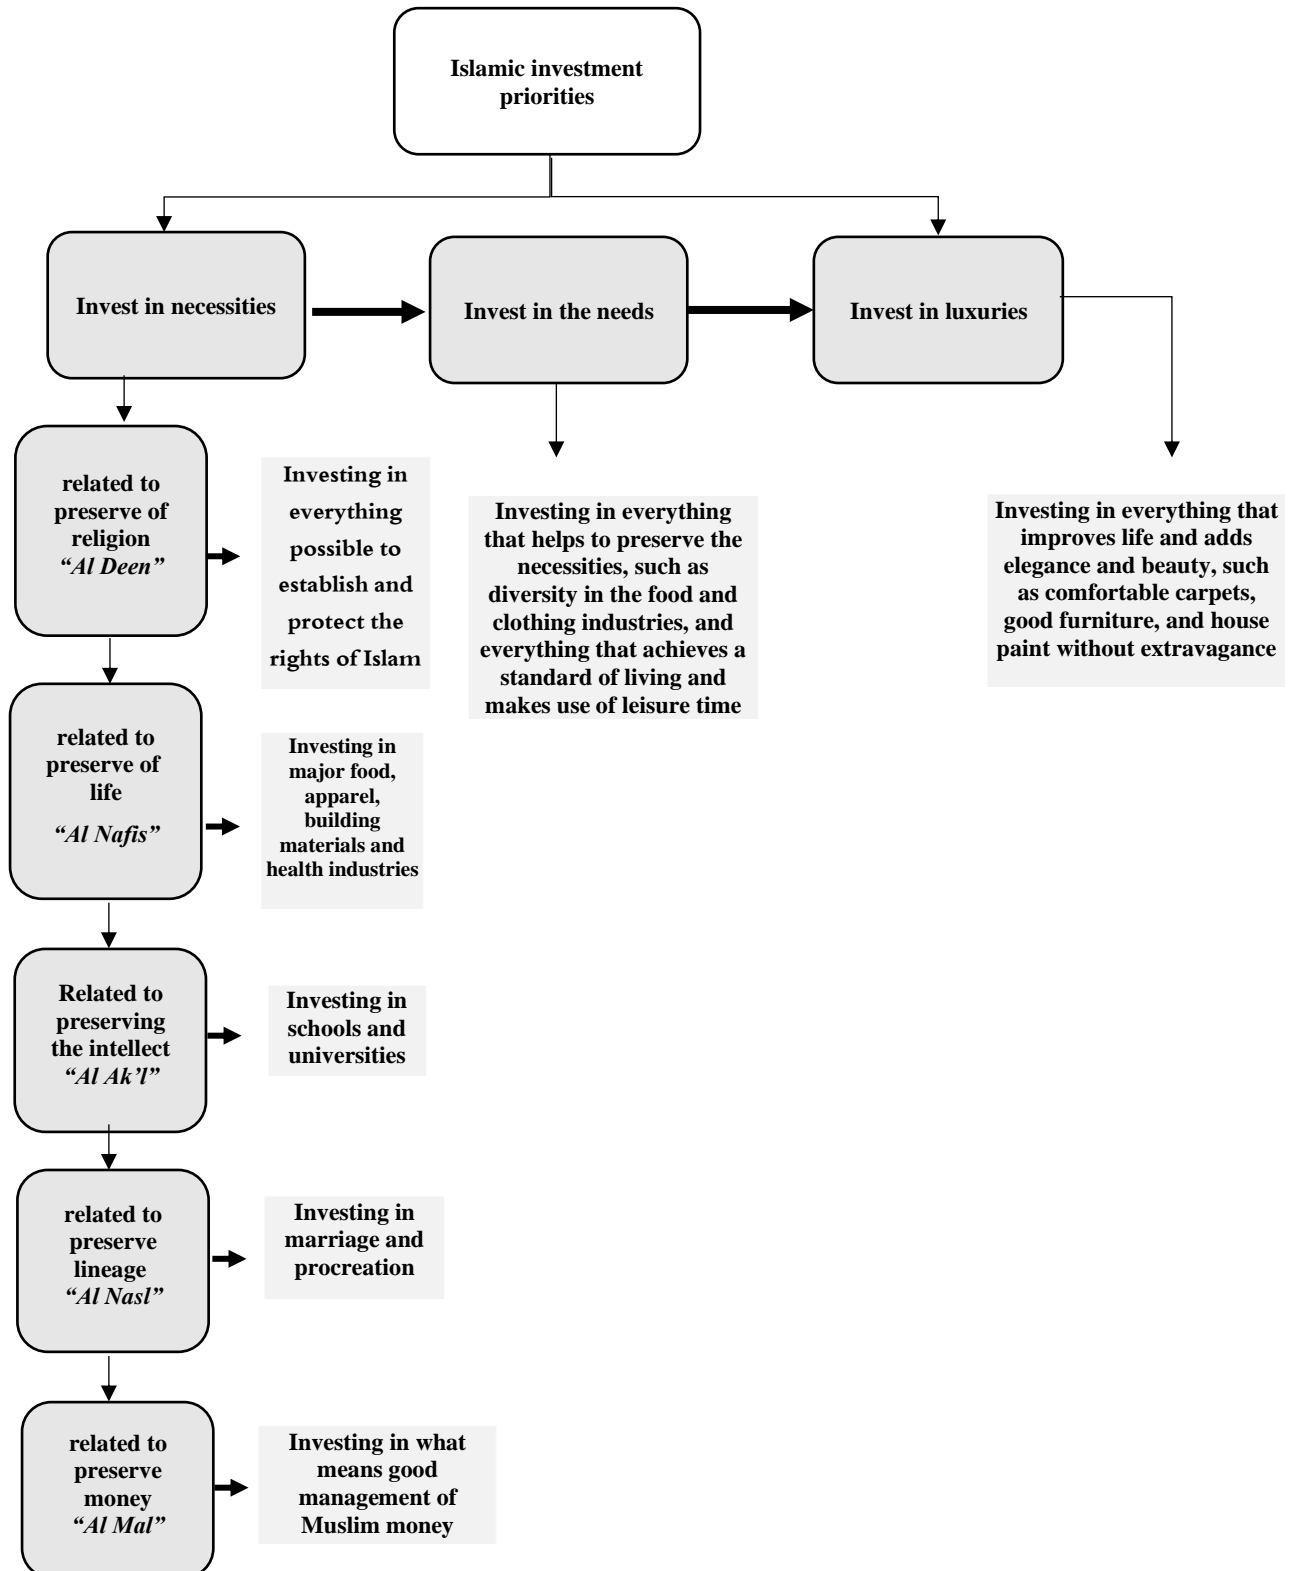 Islamic investment
priorities
Invest in necessities
Invest in the needs
Invest in luxuries
related to
preserve of
religion
“Al Deen”
Investing in
everything
possible to
establish and
protect the
rights of Islam
Investing in everything
that helps to preserve the
necessities, such as
diversity in the food and
clothing industries, and
everything that achieves a
standard of living and
makes use of leisure time
Investing in everything that
improves life and adds
elegance and beauty, such
as comfortable carpets,
good furniture, and house
paint without extravagance
related to
preserve of
life
“Al Nafis”
Investing in
major food,
apparel,
building
materials and
health industries
Related to
preserving
the intellect
“Al Ak’l”
Investing in
schools and
universities
related to
preserve
lineage
“Al Nasl”
Investing in
marriage and
procreation
related to
preserve
money
“Al Mal”
Investing in what
means good
management of
Muslim money